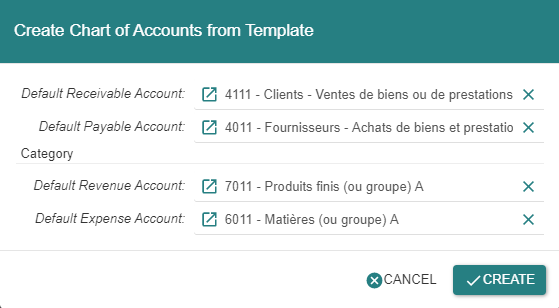 Create Chart of Accounts from Template
Default Receivable Account: 4111 - Clients - Ventes de biens ou de prestations
Default Payable Account: 4011 - Fournisseurs - Achats de biens et prestatio
Category
Default Revenue Account: 7011 - Produits finis (ou groupe) A
Default Expense Account: 6011 - Matières (ou groupe) A
CANCEL CREATE